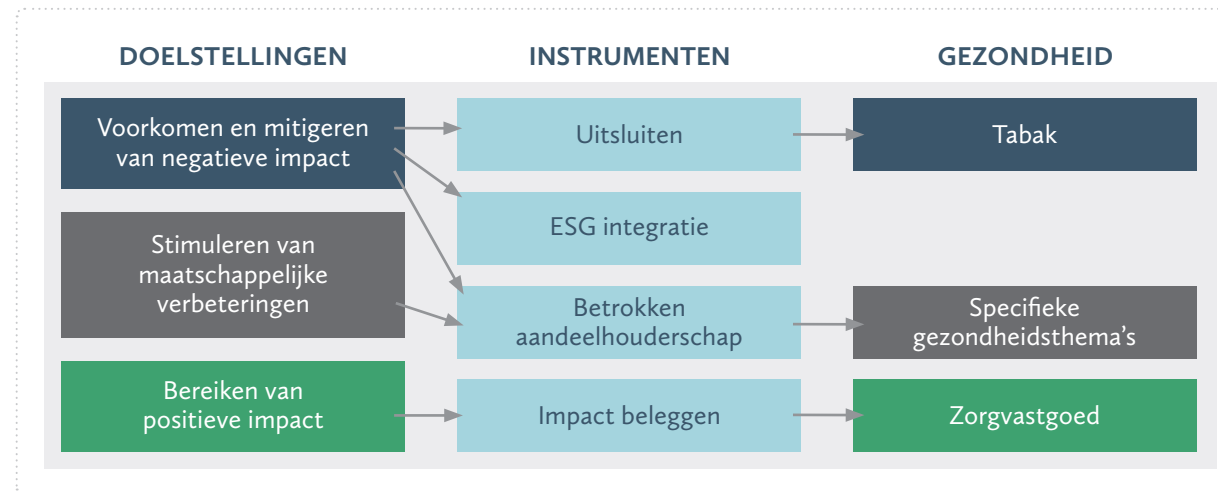 DOELSTELLINGEN
INSTRUMENTEN
GEZONDHEID
Voorkomen en mitigeren
van negatieve impact
Uitsluiten
Tabak
ESG integratie
Stimuleren van
maatschappelijke
verbeteringen
Betrokken
aandeelhouderschap
Specifieke
gezondheidsthema's
Bereiken van
positieve impact
Impact beleggen
Zorgvastgoed